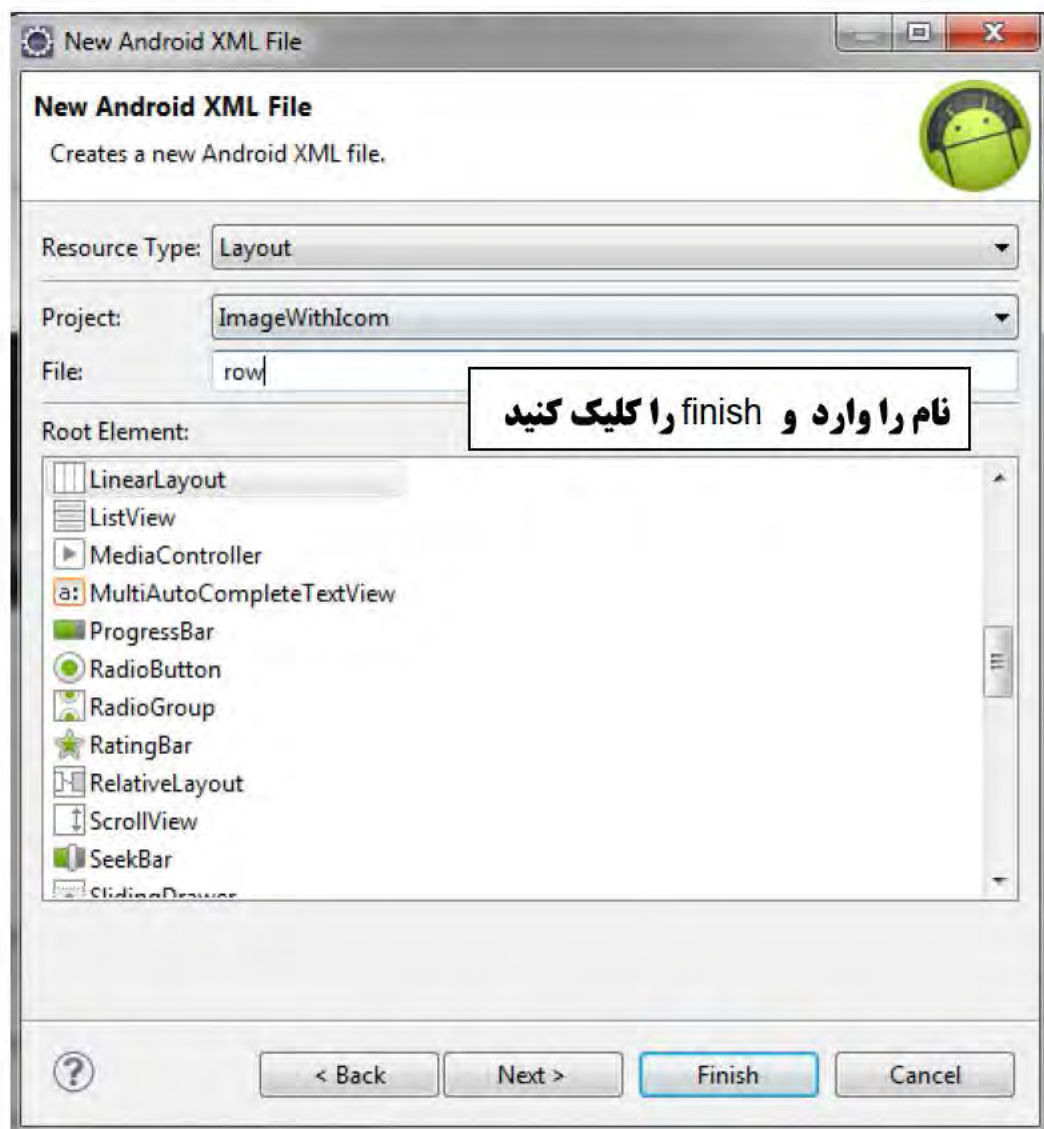 New Android XML File
New Android XML File
Creates a new Android XML file.
Resource Type: Layout
Project: ImageWithIcom
File: row
نام را وارد و finish را کلیک کنید
Root Element:
LinearLayout
ListView
MediaController
a: MultiAutoCompleteTextView
ProgressBar
RadioButton
RadioGroup
RatingBar
RelativeLayout
ScrollView
SeekBar
SlidingDrawer
? < Back Next > Finish Cancel